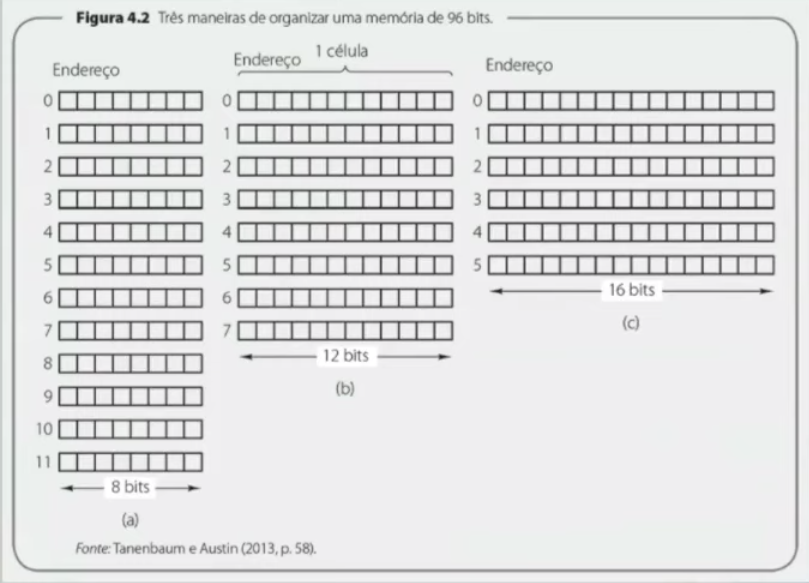 Figura 4.2 Três maneiras de organizar uma memória de 96 bits.
Endereço
0
1
2
3
4
5
6
7
8
9
10
11
8 bits
(a)
Endereço 1 célula
0
1
2
3
4
5
6
7
12 bits
(b)
Endereço
0
1
2
3
4
5
16 bits
(c)
Fonte: Tanenbaum e Austin (2013, p. 58).